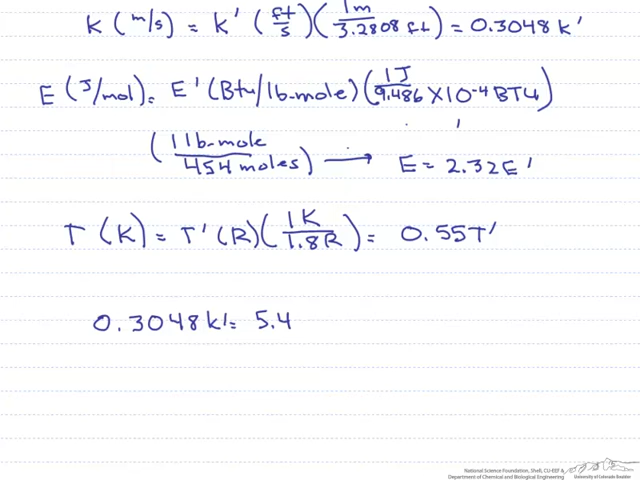 K (m/s) = K' (ft/s)(1m/3.2808 ft) = 0.3048 K'
E (J/mol) = E' (Btu/lb-mole)(1J/9.486 X10-4 BTU)
(1 lb-mole/454 moles) → E = 2.32E'
T (K) = T' (R)(1K/1.8R) = 0.55T'
0.3048 k' = 5.4
National Science Foundation, Shell, CU-EEF &
Department of Chemical and Biological Engineering
University of Colorado Boulder